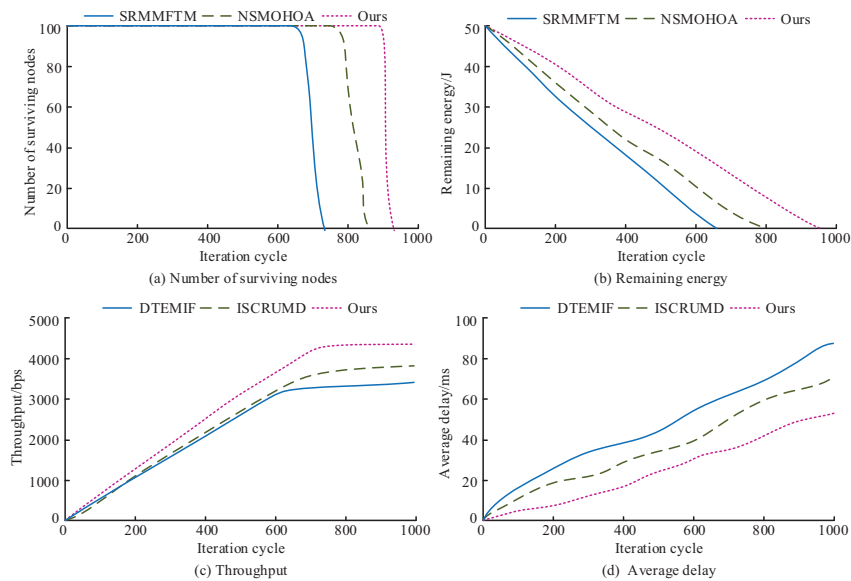 SRMMFTM NSMOHOA Ours
Number of surviving nodes
100
80
60
40
20
0
0 200 400 600 800 1000
Iteration cycle
(a) Number of surviving nodes
SRMMFTM NSMOHOA Ours
Remaining energy/J
50
40
30
20
10
0
0 200 400 600 800 1000
Iteration cycle
(b) Remaining energy
DTEMIF ISCRUMD Ours
Throughput/bps
5000
4000
3000
2000
1000
0
0 200 400 600 800 1000
Iteration cycle
(c) Throughput
DTEMIF ISCRUMD Ours
Average delay/ms
100
80
60
40
20
0
0 200 400 600 800 1000
Iteration cycle
(d) Average delay